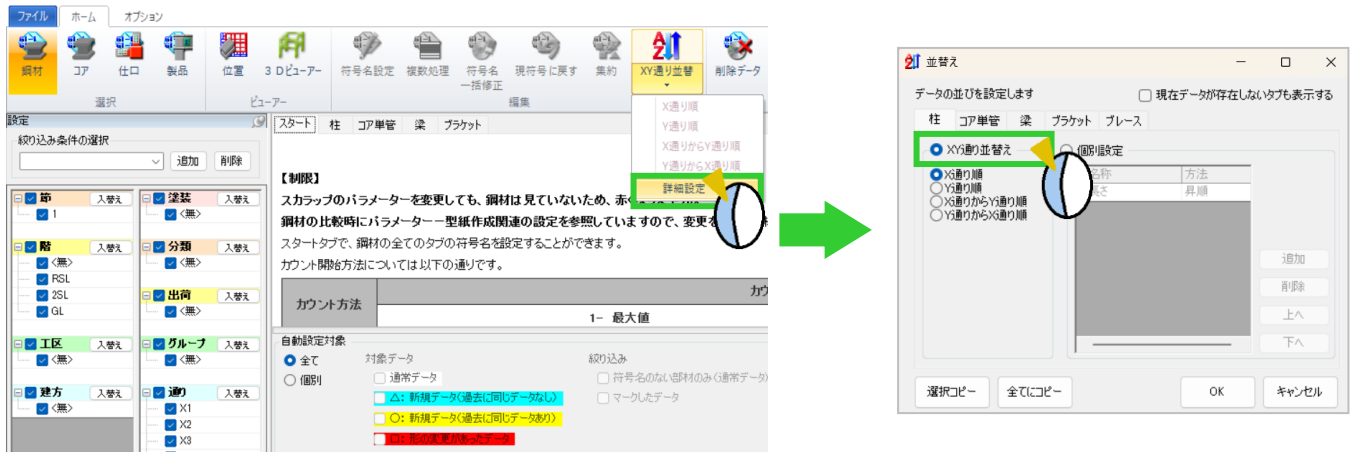 ファイル ホーム オプション
鋼材 コア 仕口 製品 位置 3Dビューアー 符号名設定 複数処理 符号名一括修正 現符号に戻す 集約 XY通り並替 削除データ
選択 ビューアー 編集
X通り順
Y通り順
X通りからY通り順
Yて通りからX通り順
詳細設定
設定
絞り込み条件の選択
追加 削除
節 入替え
1
階 入替え
<無>
RSL
2SL
GL
工区 入替え
<無>
建方 入替え
<無>
塗装 入替え
<無>
分類 入替え
<無>
出荷 入替え
<無>
グループ 入替え
<無>
通り 入替え
X1
X2
X3
スタート 柱 コア単管 梁 ブラケット
【制限】
スカラップのパラメーターを変更しても、鋼材は見ていないため、赤く
鋼材の比較時にパラメーターー型紙作成関連の設定を参照していますので、変更を
スタートタブで、鋼材の全てのタブの符号名を設定することができます。
カウント開始方法については以下の通りです。
カウント方法
1- 最大値
自動設定対象
全て
個別
対象データ
通常データ
△: 新規データ(過去に同じデータなし)
○: 新規データ(過去に同じデータあり)
□: 形の変更があったデータ
絞り込み
符号名のない部材のみ(通常データ)
マークしたデータ
並替え
データの並びを設定します 現在データが存在しないタブも表示する
柱 コア単管 梁 ブラケット ブレース
XY通り並替え 個別設定
X通り順
Y通り順
X通りからY通り順
Y通りからX通り順
名称 方法
長さ 昇順
追加
削除
上へ
下へ
選択コピー 全てにコピー OK キャンセル